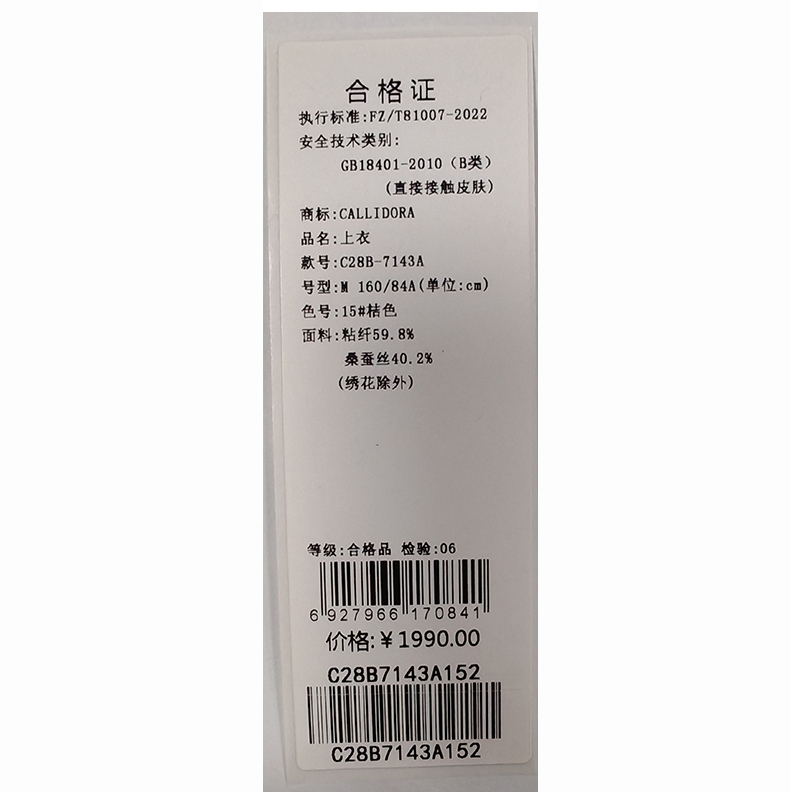 合格证
执行标准:FZ/T81007-2022
安全技术类别:
GB18401-2010（B类）
(直接接触皮肤)
商标:CALLIDORA
品名:上衣
款号:C28B-7143A
号型:M 160/84A(单位:cm)
色号:15#桔色
面料:粘纤59.8%
桑蚕丝40.2%
(绣花除外)
等级:合格品 检验:06
6 927966 170841
价格:￥1990.00
C28B7143A152
C28B7143A152